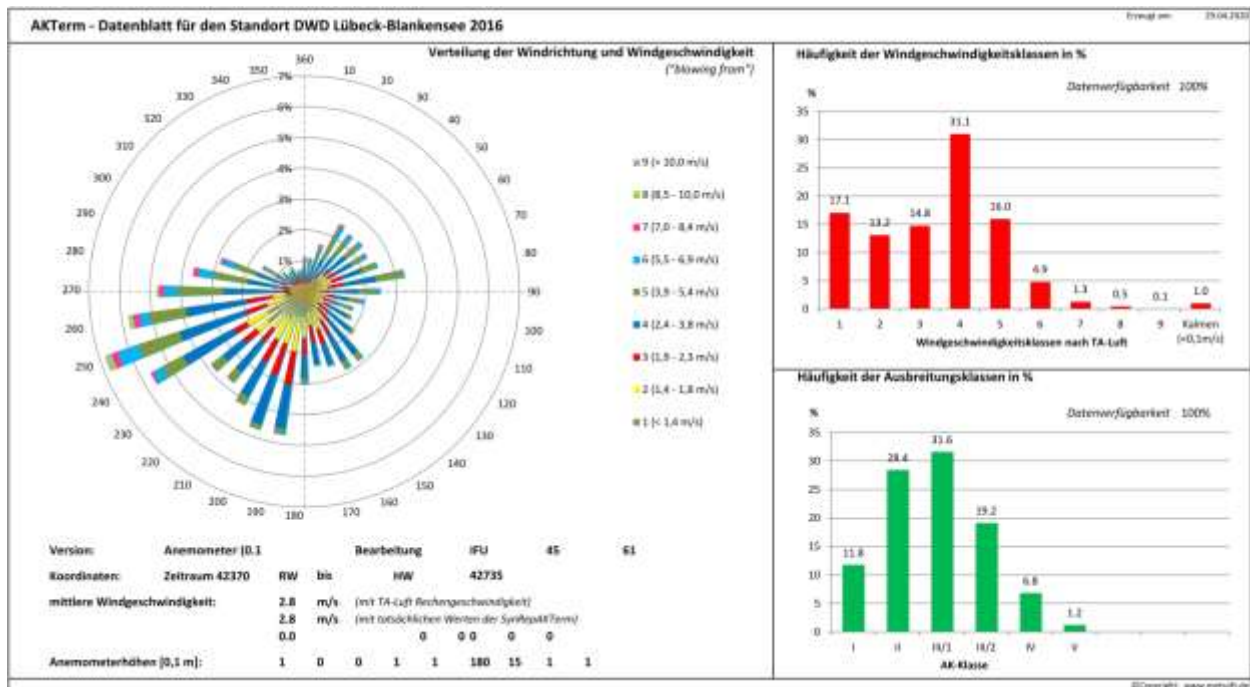 Erzeugt am: 29.04.2020
AKTerm - Datenblatt für den Standort DWD Lübeck-Blankensee 2016
Verteilung der Windrichtung und Windgeschwindigkeit
("blowing from")
360
350 10
340 20
330 30
320 40
310 50
300 60
290 70
280 80
270 90
260 100
250 110
240 120
230 130
220 140
210 150
200 160
190 170
180
7%
6%
5%
4%
3%
2%
1%
9 (> 10,0 m/s)
8 (8,5 - 10,0 m/s)
7 (7,0 - 8,4 m/s)
6 (5,5 - 6,9 m/s)
5 (3,9 - 5,4 m/s)
4 (2,4 - 3,8 m/s)
3 (1,9 - 2,3 m/s)
2 (1,4 - 1,8 m/s)
1 (< 1,4 m/s)
Version: Anemometer (0.1 Bearbeitung IFU 45 61
Koordinaten: Zeitraum 42370 RW bis HW 42735
mittlere Windgeschwindigkeit: 2.8 m/s (mit TA-Luft Rechengeschwindigkeit)
2.8 m/s (mit tatsächlichen Werten der SynRepAKTerm)
0.0 0 0 0 0 0
Anemometerhöhen [0,1 m]: 1 0 0 1 1 180 15 1 1
Häufigkeit der Windgeschwindigkeitsklassen in %
Datenverfügbarkeit 100%
%
35
30
25
20
15
10
5
0
17.1 13.2 14.8 31.1 16.0 1.3 0.5 0.1 1.0
1 2 3 4 5 6 7 8 9 Kalmen
(<0,1m/s)
Windgeschwindigkeitsklassen nach TA-Luft
Häufigkeit der Ausbreitungsklassen in %
Datenverfügbarkeit 100%
%
35
30
25
20
15
10
5
0
11.8 28.4 31.6 19.2 6.8 1.2
I II III/1 III/2 IV V
AK-Klasse
©Copyright